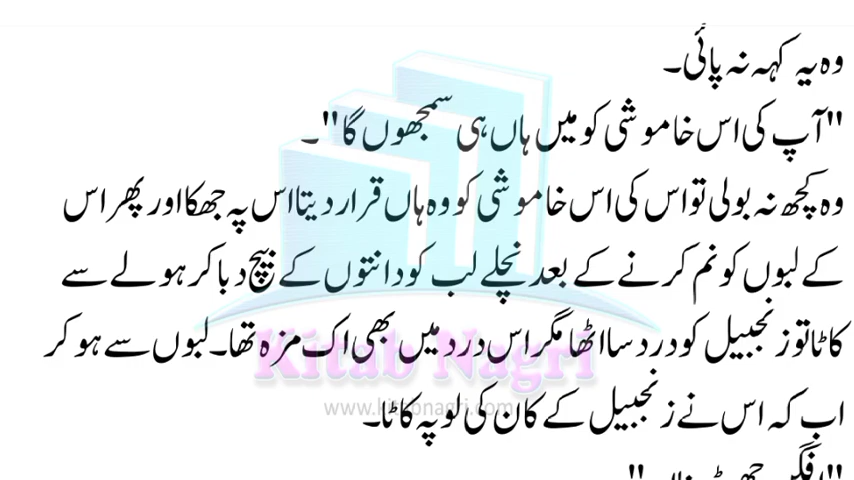 وہ یہ کہہ نہ پائی۔
"آپ کی اس خاموشی کو میں ہاں ہی سمجھوں گا"۔
وہ کچھ نہ بولی تو اس کی اس خاموشی کو وہ ہاں قرار دیتا اس پہ جھکا اور پھر اس
کے لبوں کو نم کرنے کے بعد نچلے لب کو دانتوں کے بیچ دبا کر ہولے سے
کاٹا تو زنجبیل کو درد سا اٹھا مگر اس درد میں بھی اک مزہ تھا۔ لبوں سے ہو کر
Kitab Nagri
اب کہ اس نے زنجبیل کے کان کی لو پہ کاٹا۔
www.kitabnagri.com